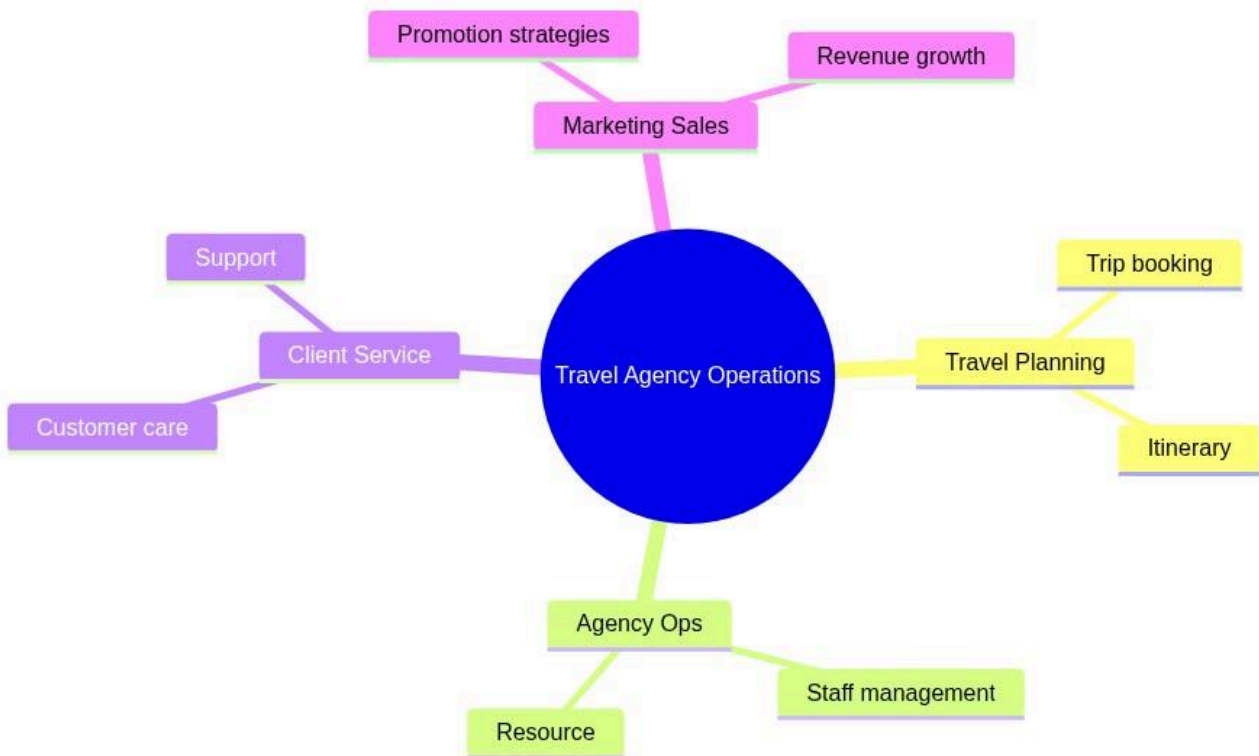 Promotion strategies
Revenue growth
Marketing Sales
Support
Trip booking
Client Service
Travel Agency Operations
Travel Planning
Customer care
Itinerary
Agency Ops
Staff management
Resource